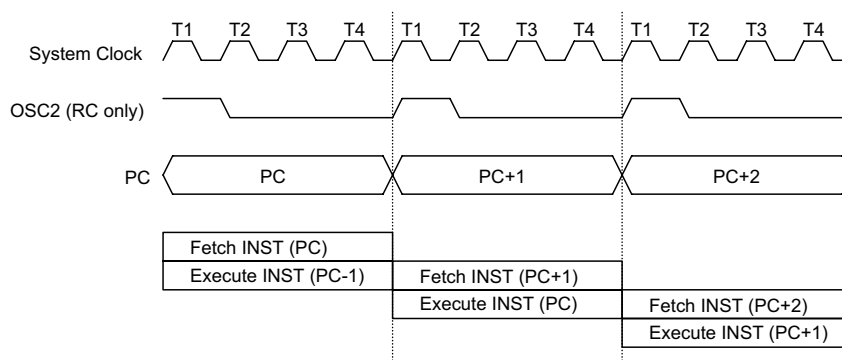 T1 T2 T3 T4 T1 T2 T3 T4 T1 T2 T3 T4
System Clock
OSC2 (RC only)
PC PC PC+1 PC+2
Fetch INST (PC)
Execute INST (PC-1) Fetch INST (PC+1)
Execute INST (PC) Fetch INST (PC+2)
Execute INST (PC+1)